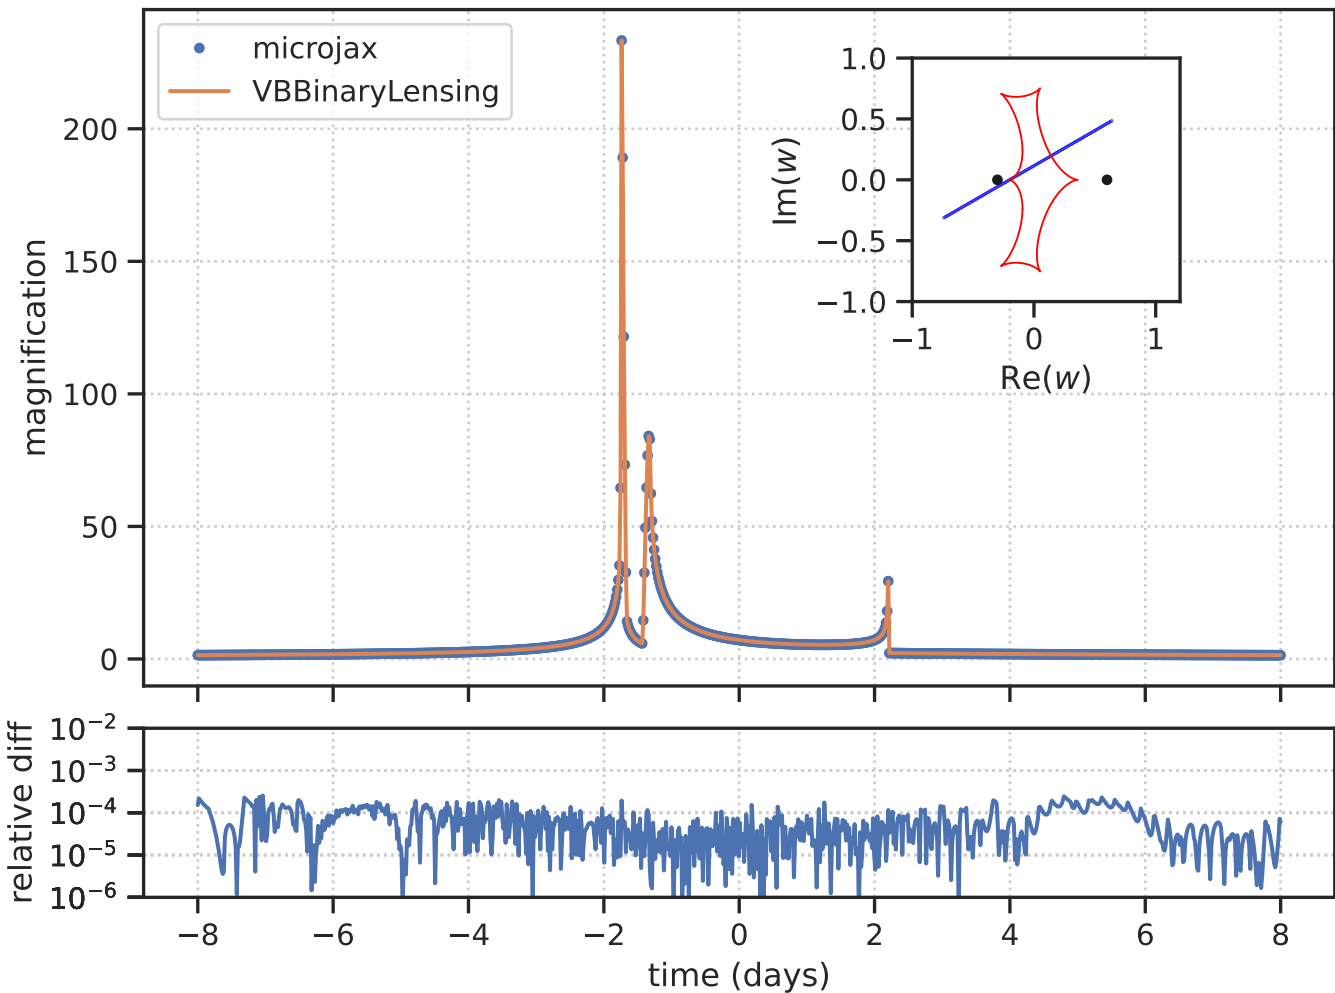 microjax
VBBinaryLensing
magnification
200
150
100
50
0
1.0
0.5
0.0
−0.5
−1.0
Im(w)
−1 0 1
Re(w)
relative diff
10⁻²
10⁻³
10⁻⁴
10⁻⁵
10⁻⁶
−8 −6 −4 −2 0 2 4 6 8
time (days)